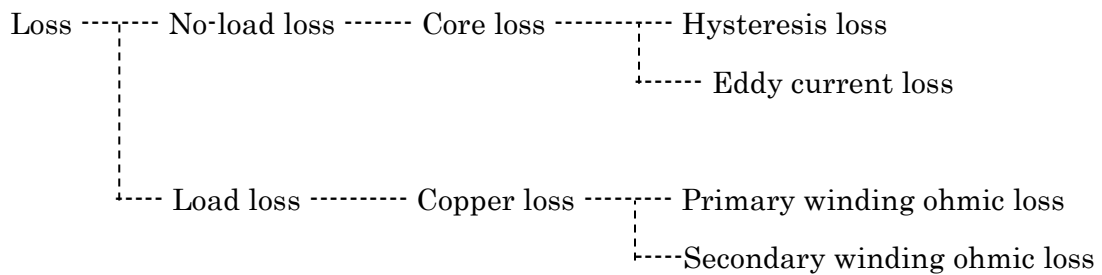 Loss No-load loss Core loss Hysteresis loss
Eddy current loss
Load loss Copper loss Primary winding ohmic loss
Secondary winding ohmic loss